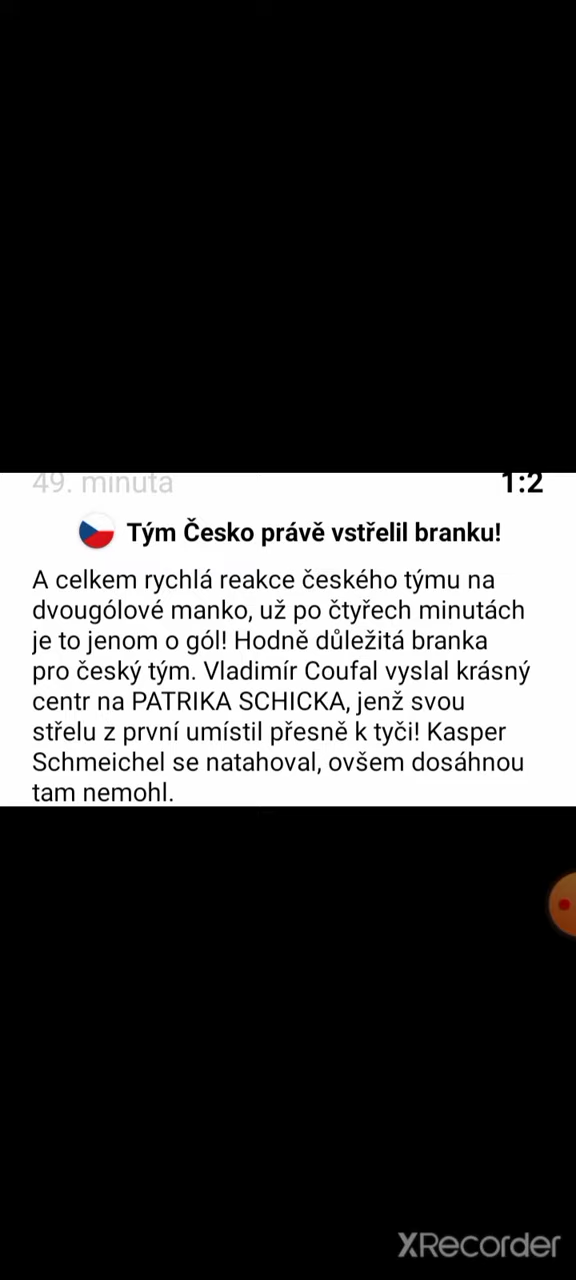 49. minuta
1:2
Tým Česko právě vstřelil branku!
A celkem rychlá reakce českého týmu na
dvougólové manko, už po čtyřech minutách
je to jenom o gól! Hodně důležitá branka
pro český tým. Vladimír Coufal vyslal krásný
centr na PATRIKA SCHICKA, jenž svou
střelu z první umístil přesně k tyči! Kasper
Schmeichel se natahoval, ovšem dosáhnou
tam nemohl.
XRecorder